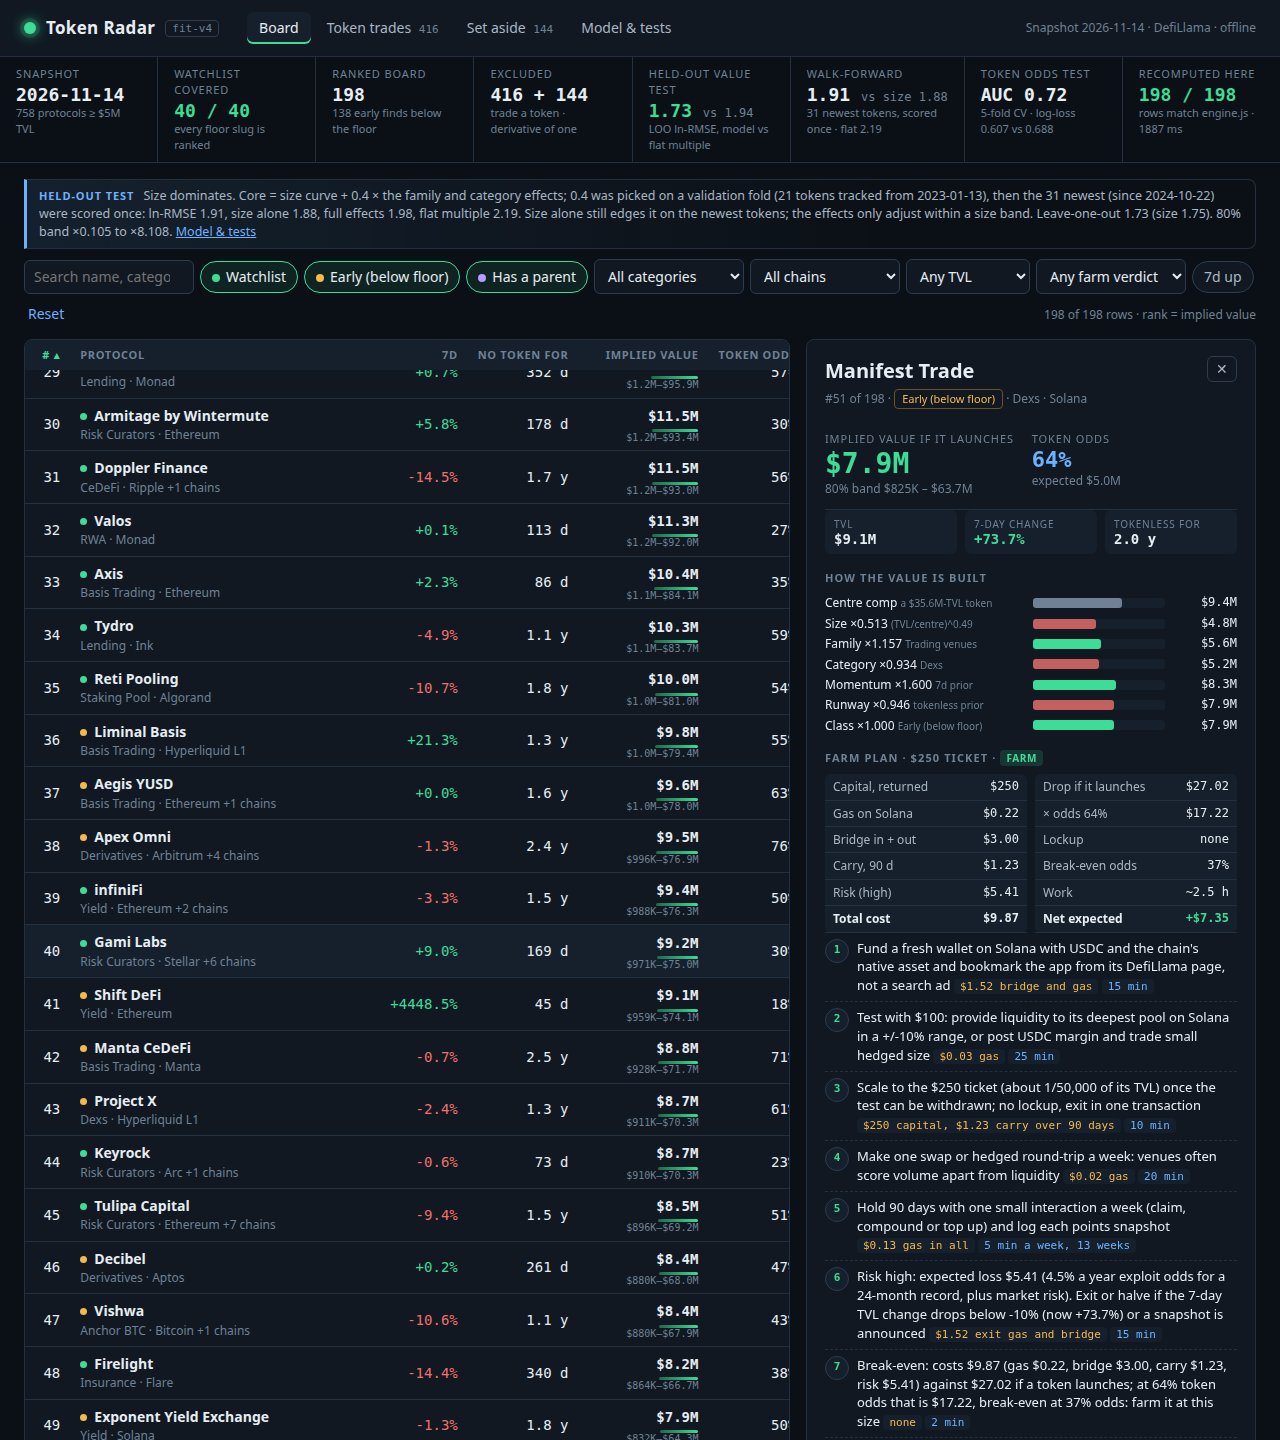 Token Radar fit-v4 Board Token trades 416 Set aside 144 Model & tests Snapshot 2026-11-14 · DefiLlama · offline
SNAPSHOT
2026-11-14
758 protocols ≥ $5M
TVL
WATCHLIST
COVERED
40 / 40
every floor slug is
ranked
RANKED BOARD
198
138 early finds below
the floor
EXCLUDED
416 + 144
trade a token ·
derivative of one
HELD-OUT VALUE
TEST
1.73 vs 1.94
LOO ln-RMSE, model vs
flat multiple
WALK-FORWARD
1.91 vs size 1.88
31 newest tokens, scored
once · flat 2.19
TOKEN ODDS TEST
AUC 0.72
5-fold CV · log-loss
0.607 vs 0.688
RECOMPUTED HERE
198 / 198
rows match engine.js ·
1887 ms
HELD-OUT TEST Size dominates. Core = size curve + 0.4 × the family and category effects; 0.4 was picked on a validation fold (21 tokens tracked from 2023-01-13), then the 31 newest (since 2024-10-22)
were scored once: ln-RMSE 1.91, size alone 1.88, full effects 1.98, flat multiple 2.19. Size alone still edges it on the newest tokens; the effects only adjust within a size band. Leave-one-out 1.73 (size 1.75). 80%
band ×0.105 to ×8.108. Model & tests
Search name, catego Watchlist Early (below floor) Has a parent All categories All chains Any TVL Any farm verdict 7d up
Reset 198 of 198 rows · rank = implied value
# ▲ PROTOCOL 7D NO TOKEN FOR IMPLIED VALUE TOKEN ODD
29 +0.7% 352 d 57
Lending · Monad $1.2M–$95.9M
30 Armitage by Wintermute +5.8% 178 d $11.5M 30
Risk Curators · Ethereum $1.2M–$93.4M
31 Doppler Finance -14.5% 1.7 y $11.5M 56
CeDeFi · Ripple +1 chains $1.2M–$93.0M
32 Valos +0.1% 113 d $11.3M 27
RWA · Monad $1.2M–$92.0M
33 Axis +2.3% 86 d $10.4M 35
Basis Trading · Ethereum $1.1M–$84.1M
34 Tydro -4.9% 1.1 y $10.3M 59
Lending · Ink $1.1M–$83.7M
35 Reti Pooling -10.7% 1.8 y $10.0M 54
Staking Pool · Algorand $1.0M–$81.0M
36 Liminal Basis +21.3% 1.3 y $9.8M 55
Basis Trading · Hyperliquid L1 $1.0M–$79.4M
37 Aegis YUSD +0.0% 1.6 y $9.6M 63
Basis Trading · Ethereum +1 chains $1.0M–$78.0M
38 Apex Omni -1.3% 2.4 y $9.5M 76
Derivatives · Arbitrum +4 chains $996K–$76.9M
39 infiniFi -3.3% 1.5 y $9.4M 50
Yield · Ethereum +2 chains $988K–$76.3M
40 Gami Labs +9.0% 169 d $9.2M 30
Risk Curators · Stellar +6 chains $971K–$75.0M
41 Shift DeFi +4448.5% 45 d $9.1M 18
Yield · Ethereum $959K–$74.1M
42 Manta CeDeFi -0.7% 2.5 y $8.8M 71
Basis Trading · Manta $928K–$71.7M
43 Project X -2.4% 1.3 y $8.7M 61
Dexs · Hyperliquid L1 $911K–$70.3M
44 Keyrock -0.6% 73 d $8.7M 23
Risk Curators · Arc +1 chains $910K–$70.3M
45 Tulipa Capital -9.4% 1.5 y $8.5M 51
Risk Curators · Ethereum +7 chains $896K–$69.2M
46 Decibel +0.2% 261 d $8.4M 47
Derivatives · Aptos $880K–$68.0M
47 Vishwa -10.6% 1.1 y $8.4M 43
Anchor BTC · Bitcoin +1 chains $880K–$67.9M
48 Firelight -14.4% 340 d $8.2M 38
Insurance · Flare $864K–$66.7M
49 Exponent Yield Exchange -1.3% 1.8 y $7.9M 50
Yield · Solana $832K–$64.3M
Manifest Trade ✕
#51 of 198 · Early (below floor) · Dexs · Solana
IMPLIED VALUE IF IT LAUNCHES TOKEN ODDS
$7.9M 64%
80% band $825K – $63.7M expected $5.0M
TVL 7-DAY CHANGE TOKENLESS FOR
$9.1M +73.7% 2.0 y
HOW THE VALUE IS BUILT
Centre comp a $35.6M-TVL token $9.4M
Size ×0.513 (TVL/centre)^0.49 $4.8M
Family ×1.157 Trading venues $5.6M
Category ×0.934 Dexs $5.2M
Momentum ×1.600 7d prior $8.3M
Runway ×0.946 tokenless prior $7.9M
Class ×1.000 Early (below floor) $7.9M
FARM PLAN · $250 TICKET · FARM
Capital, returned $250 Drop if it launches $27.02
Gas on Solana $0.22 × odds 64% $17.22
Bridge in + out $3.00 Lockup none
Carry, 90 d $1.23 Break-even odds 37%
Risk (high) $5.41 Work ~2.5 h
Total cost $9.87 Net expected +$7.35
1 Fund a fresh wallet on Solana with USDC and the chain's
native asset and bookmark the app from its DefiLlama page,
not a search ad $1.52 bridge and gas 15 min
2 Test with $100: provide liquidity to its deepest pool on Solana
in a +/-10% range, or post USDC margin and trade small
hedged size $0.03 gas 25 min
3 Scale to the $250 ticket (about 1/50,000 of its TVL) once the
test can be withdrawn; no lockup, exit in one transaction
$250 capital, $1.23 carry over 90 days 10 min
4 Make one swap or hedged round-trip a week: venues often
score volume apart from liquidity $0.02 gas 20 min
5 Hold 90 days with one small interaction a week (claim,
compound or top up) and log each points snapshot
$0.13 gas in all 5 min a week, 13 weeks
6 Risk high: expected loss $5.41 (4.5% a year exploit odds for a
24-month record, plus market risk). Exit or halve if the 7-day
TVL change drops below -10% (now +73.7%) or a snapshot is
announced $1.52 exit gas and bridge 15 min
7 Break-even: costs $9.87 (gas $0.22, bridge $3.00, carry $1.23,
risk $5.41) against $27.02 if a token launches; at 64% token
odds that is $17.22, break-even at 37% odds: farm it at this
size none 2 min